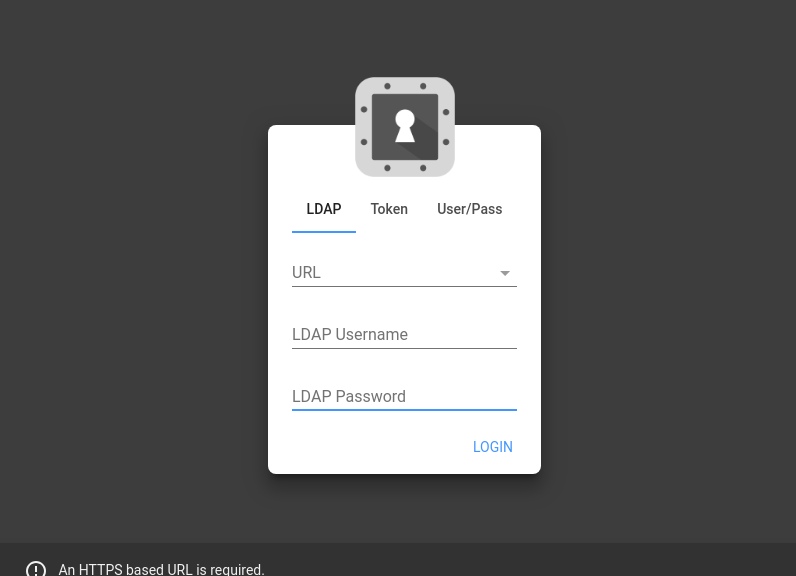 LDAP Token User/Pass
URL
LDAP Username
LDAP Password
LOGIN
An HTTPS based URL is required.